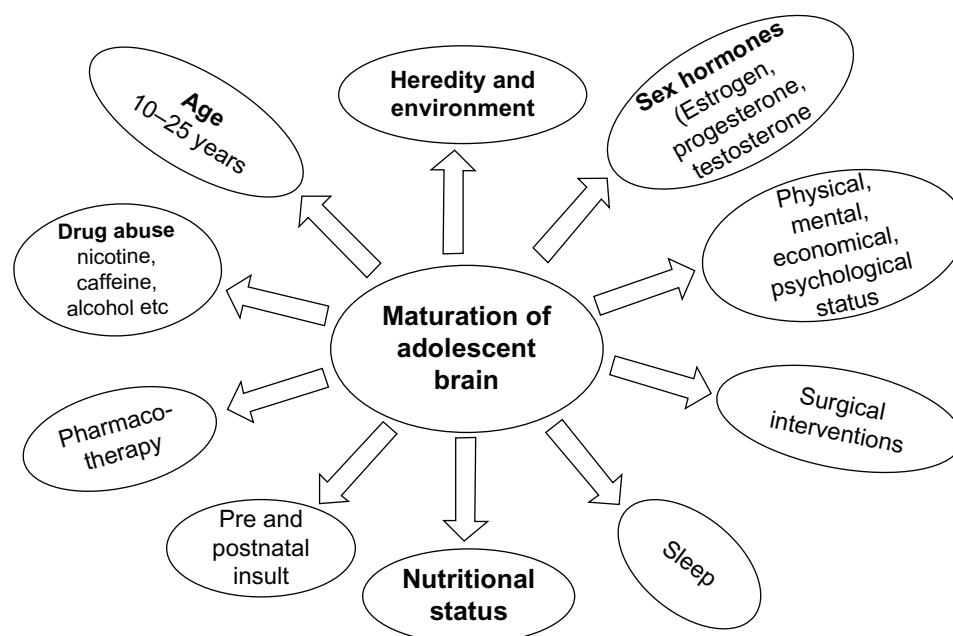 Heredity and
environment
Sex hormones
(Estrogen,
progesterone,
testosterone
Age
10–25 years
Physical,
mental,
economical,
psychological
status
Drug abuse
nicotine,
caffeine,
alcohol etc
Maturation of
adolescent
brain
Surgical
interventions
Pharmaco-
therapy
Pre and
postnatal
insult
Sleep
Nutritional
status